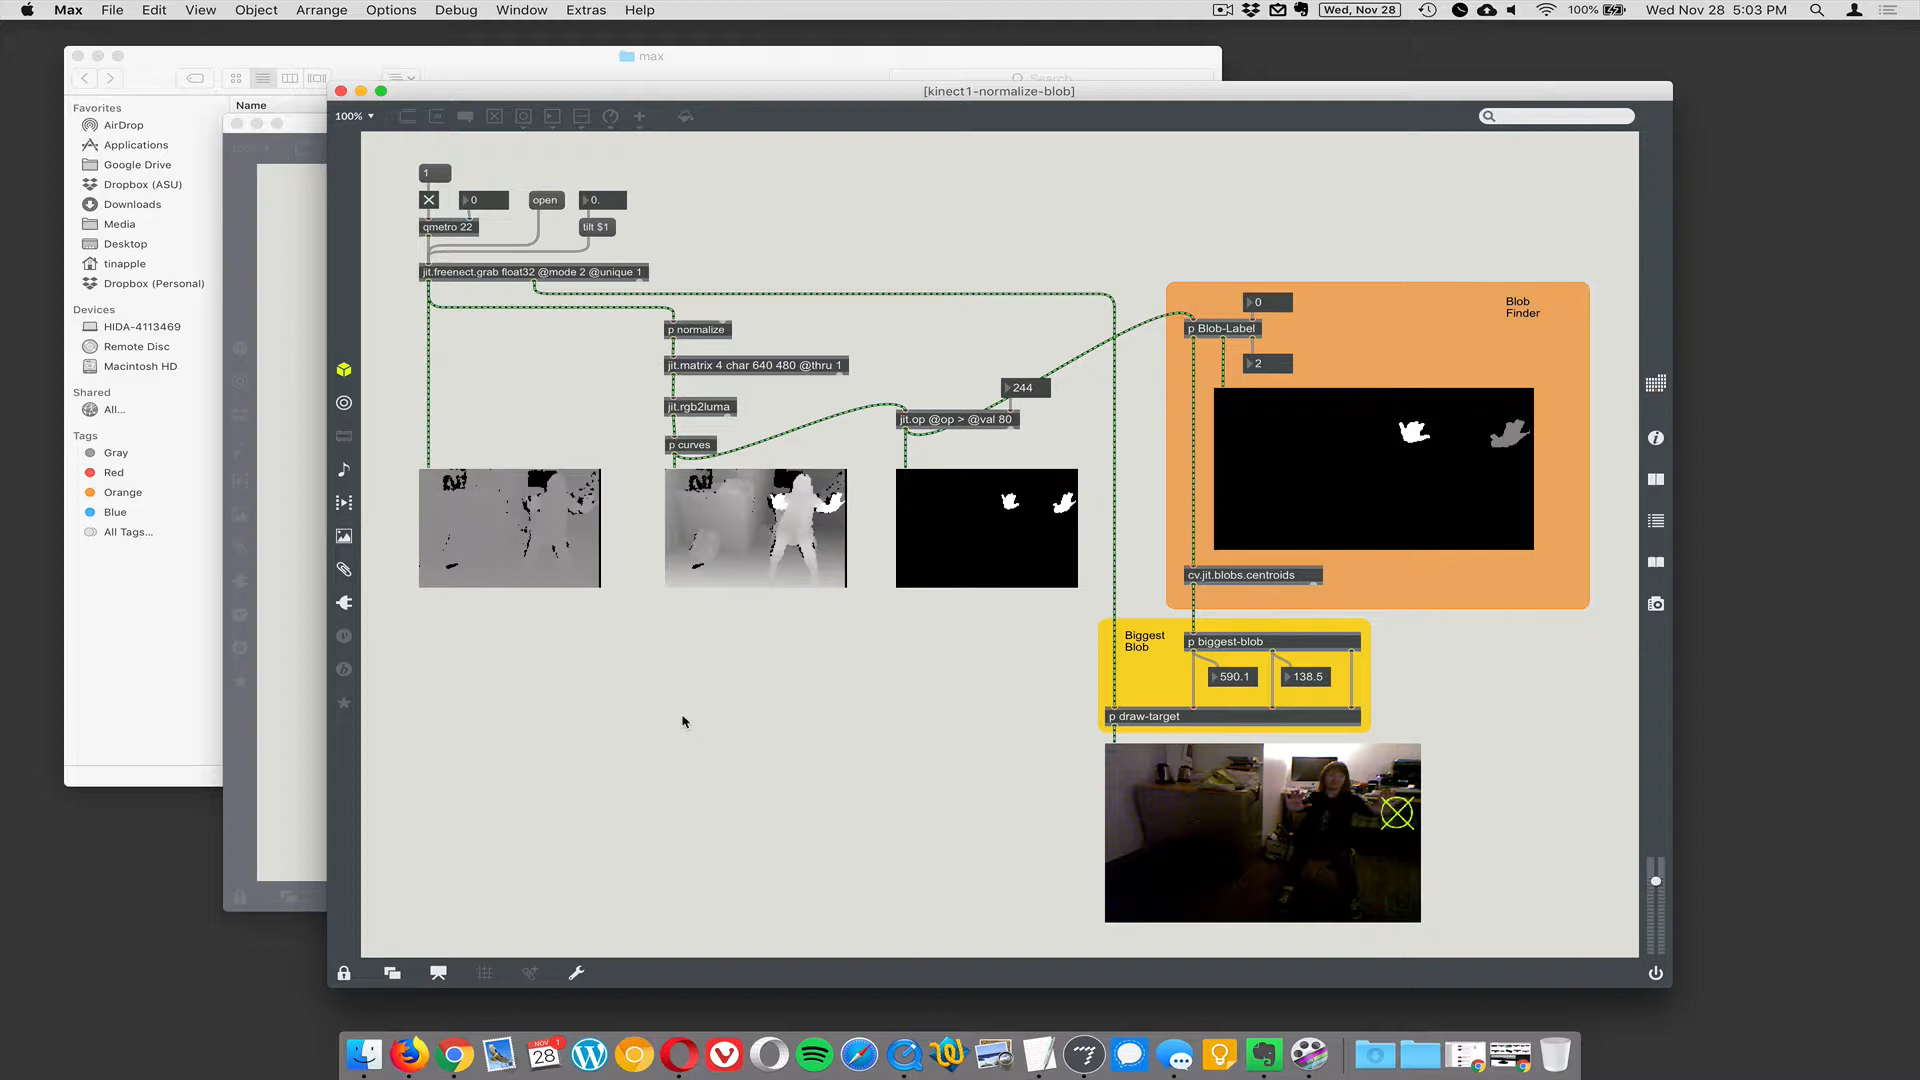 Max File Edit View Object Arrange Options Debug Window Extras Help
Wed, Nov 28
100%
Wed Nov 28 5:03 PM
max
Search
Favorites
AirDrop
Applications
Google Drive
Dropbox (ASU)
Downloads
Media
Desktop
tinapple
Dropbox (Personal)
Devices
HIDA-4113469
Remote Disc
Macintosh HD
Shared
All...
Tags
Gray
Red
Orange
Blue
All Tags...
Name
[kinect1-normalize-blob]
100%
1
0
open
0.
qmetro 22
tilt $1
jit.freenect.grab float32 @mode 2 @unique 1
p normalize
jit.matrix 4 char 640 480 @thru 1
jit.rgb2luma
p curves
244
jit.op @op > @val 80
0
Blob
Finder
p Blob-Label
2
cv.jit.blobs.centroids
Biggest
Blob
p biggest-blob
590.1
138.5
p draw-target
NOV
28